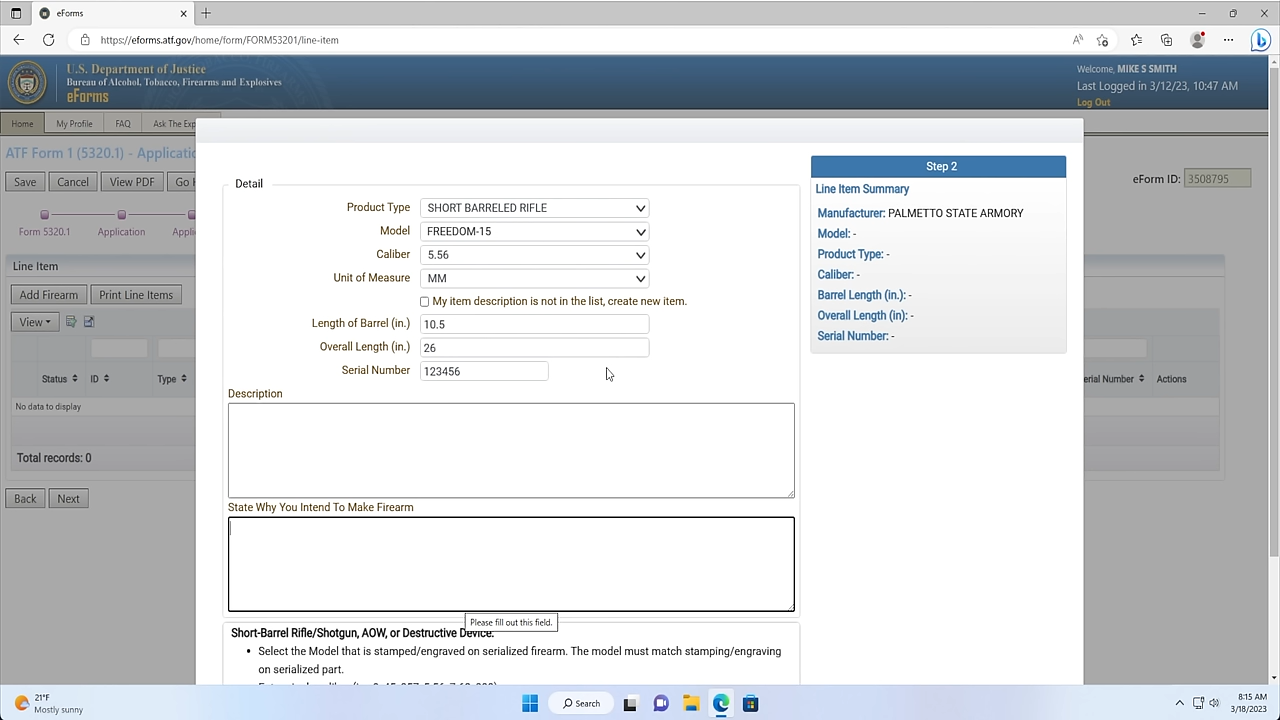 eForms
https://eforms.atf.gov/home/form/FORM53201/line-item
U.S. Department of Justice
Bureau of Alcohol, Tobacco, Firearms and Explosives
eForms
Welcome, MIKE S SMITH
Last Logged in 3/12/23, 10:47 AM
Log Out
Home
My Profile
FAQ
Ask The Exp
ATF Form 1 (5320.1) - Applicatio
Save
Cancel
View PDF
Go
eForm ID:
3508795
Form 5320.1
Application
Appli
Line Item
Add Firearm
Print Line Items
View
Status
ID
Type
erial Number
Actions
No data to display
Total records: 0
Back
Next
Detail
Product Type
SHORT BARRELED RIFLE
Model
FREEDOM-15
Caliber
5.56
Unit of Measure
MM
My item description is not in the list, create new item.
Length of Barrel (in.)
10.5
Overall Length (in.)
26
Serial Number
123456
Description
State Why You Intend To Make Firearm
Please fill out this field.
Short-Barrel Rifle/Shotgun, AOW, or Destructive Device:
• Select the Model that is stamped/engraved on serialized firearm. The model must match stamping/engraving
on serialized part.
Step 2
Line Item Summary
Manufacturer: PALMETTO STATE ARMORY
Model: -
Product Type: -
Caliber: -
Barrel Length (in.): -
Overall Length (in): -
Serial Number: -
21°F
Mostly sunny
Search
8:15 AM
3/18/2023